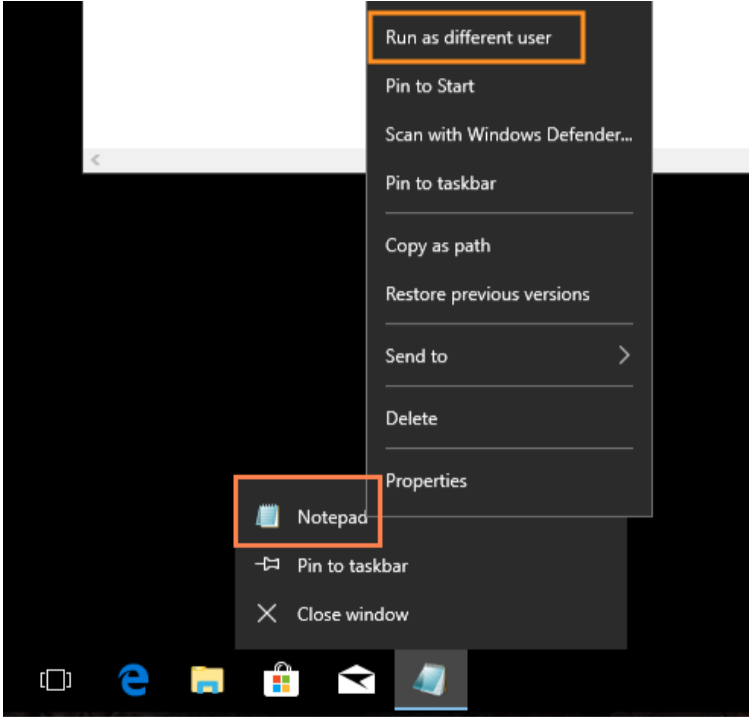 Run as different user
Pin to Start
Scan with Windows Defender...
Pin to taskbar
Copy as path
Restore previous versions
Send to
Delete
Properties
Notepad
Pin to taskbar
Close window